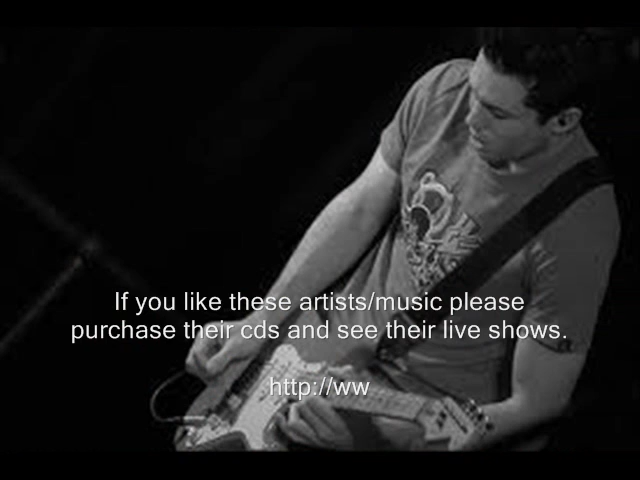 If you like these artists/music please
purchase their cds and see their live shows.
http://ww